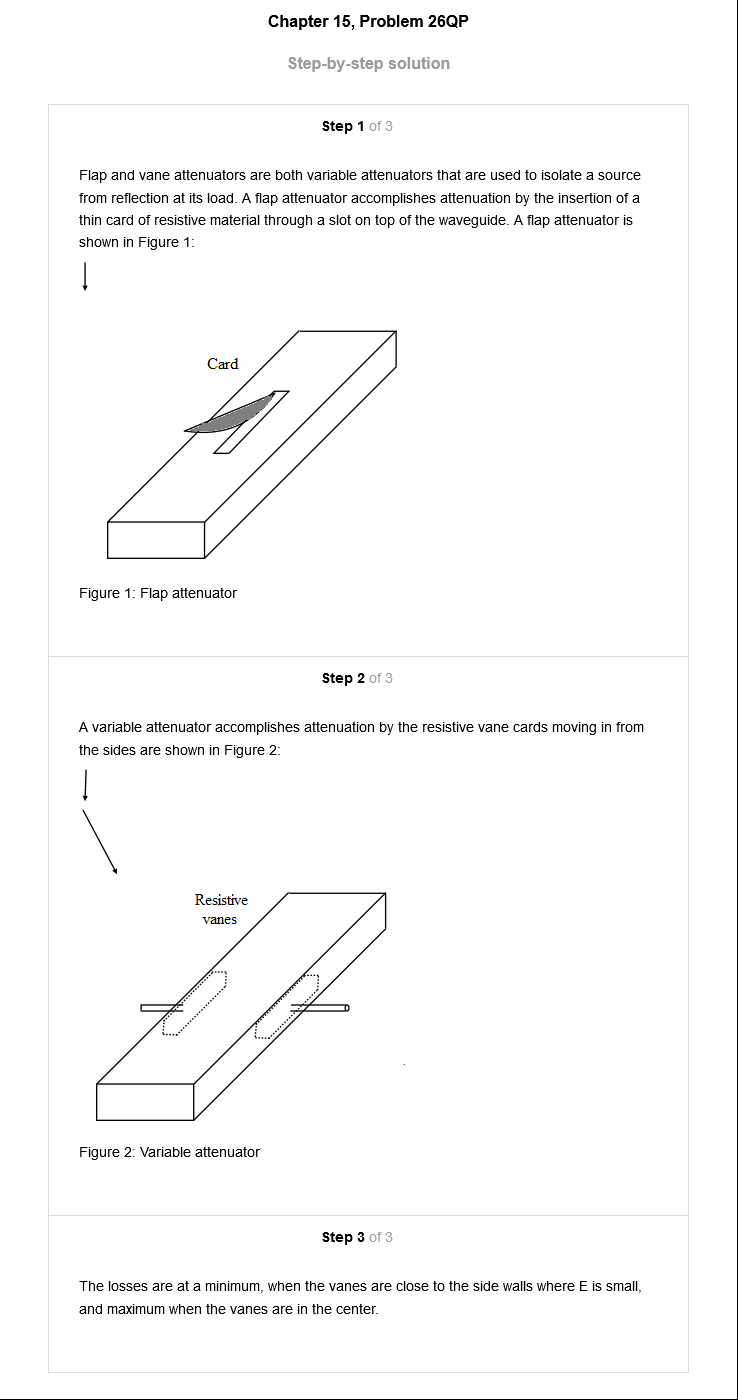 Chapter 15, Problem 26QP
Step-by-step solution
Step 1 of 3
Flap and vane attenuators are both variable attenuators that are used to isolate a source
from reflection at its load. A flap attenuator accomplishes attenuation by the insertion of a
thin card of resistive material through a slot on top of the waveguide. A flap attenuator is
shown in Figure 1:
Card
Figure 1: Flap attenuator
Step 2 of 3
A variable attenuator accomplishes attenuation by the resistive vane cards moving in from
the sides are shown in Figure 2:
Resistive
vanes
Figure 2: Variable attenuator
Step 3 of 3
The losses are at a minimum, when the vanes are close to the side walls where E is small,
and maximum when the vanes are in the center.